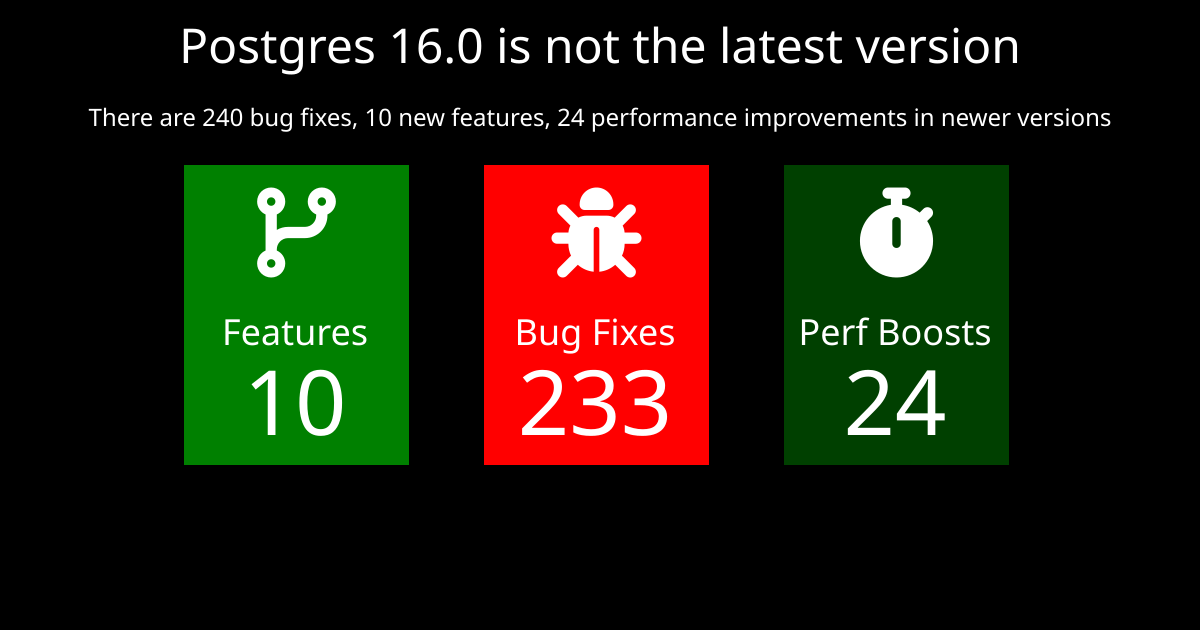 Postgres 16.0 is not the latest version
There are 240 bug fixes, 10 new features, 24 performance improvements in newer versions
Features
10
Bug Fixes
233
Perf Boosts
24